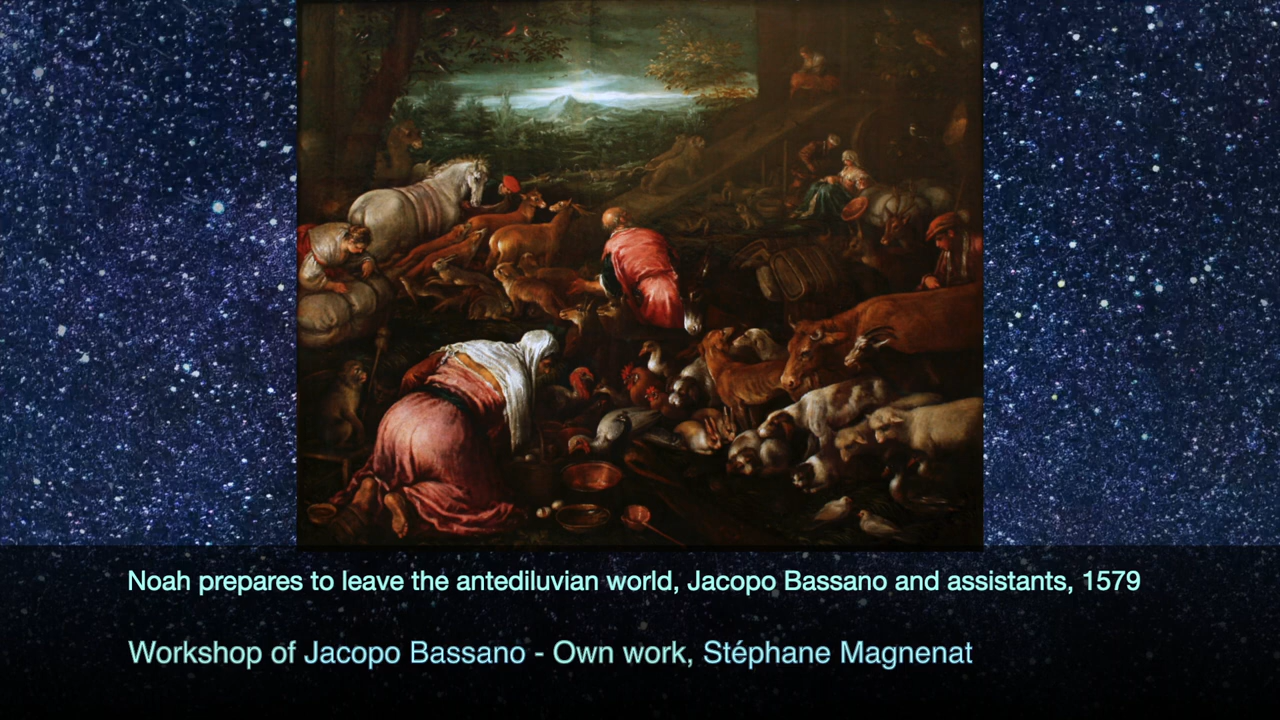 Noah prepares to leave the antediluvian world, Jacopo Bassano and assistants, 1579
Workshop of Jacopo Bassano - Own work, Stéphane Magnenat